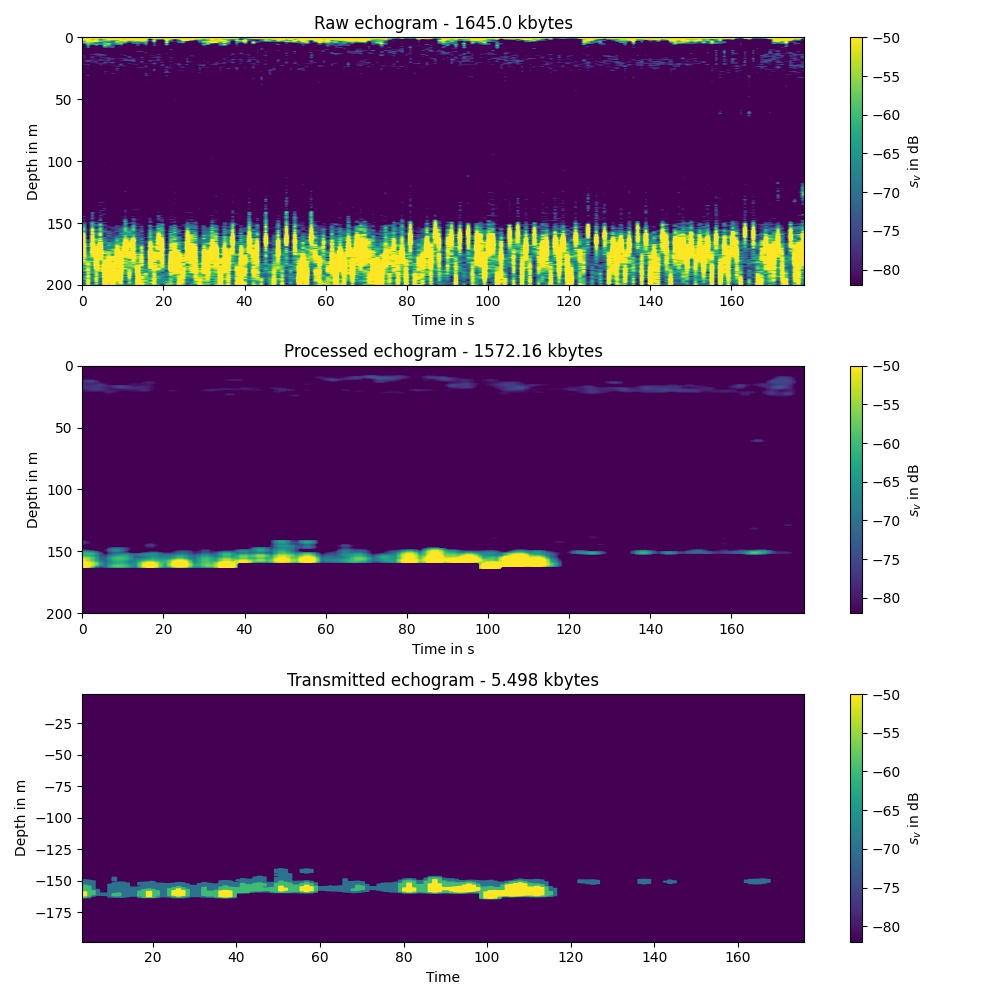 Raw echogram - 1645.0 kbytes
0
50
100
150
200
Depth in m
0 20 40 60 80 100 120 140 160
Time in s
−50
−55
−60
−65
−70
−75
−80
sv in dB
Processed echogram - 1572.16 kbytes
0
50
100
150
200
Depth in m
0 20 40 60 80 100 120 140 160
Time in s
−50
−55
−60
−65
−70
−75
−80
sv in dB
Transmitted echogram - 5.498 kbytes
−25
−50
−75
−100
−125
−150
−175
Depth in m
20 40 60 80 100 120 140 160
Time
−50
−55
−60
−65
−70
−75
−80
sv in dB